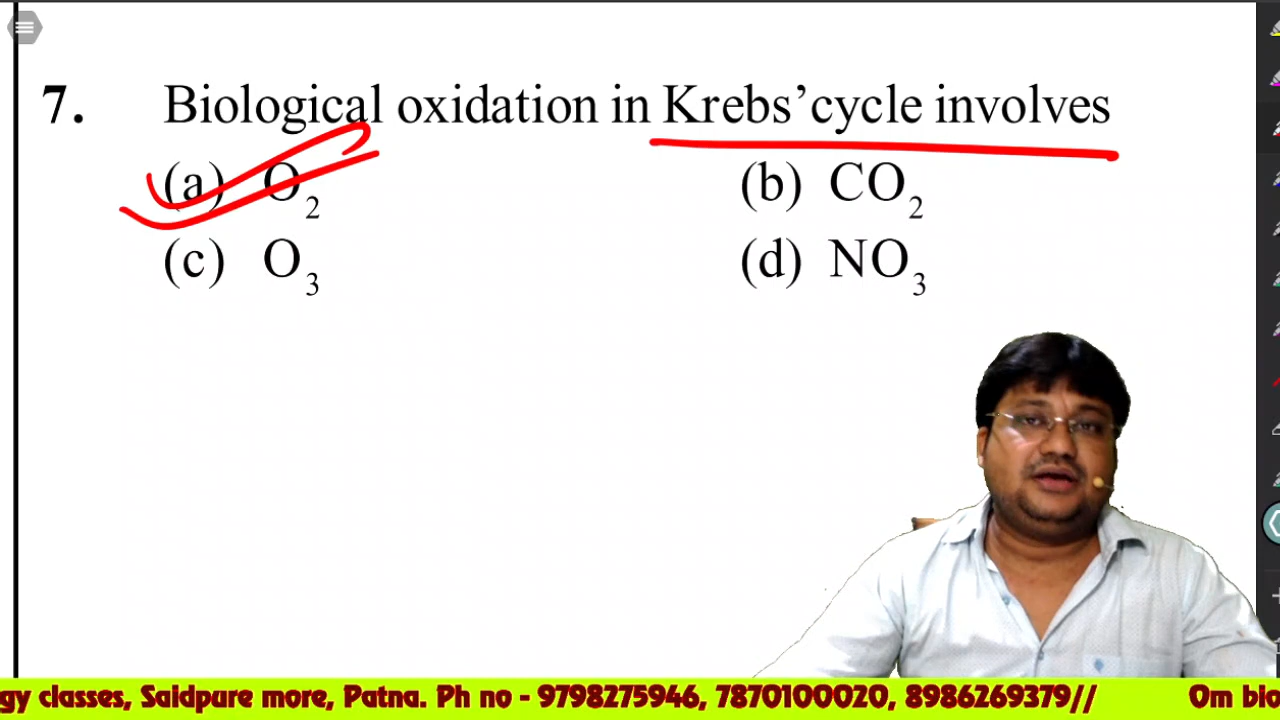 7. Biological oxidation in Krebs’cycle involves
(a) O₂ (b) CO₂
(c) O₃ (d) NO₃
gy classes, Saidpure more, Patna. Ph no - 9798275946, 7870100020, 8986269379// Om bio